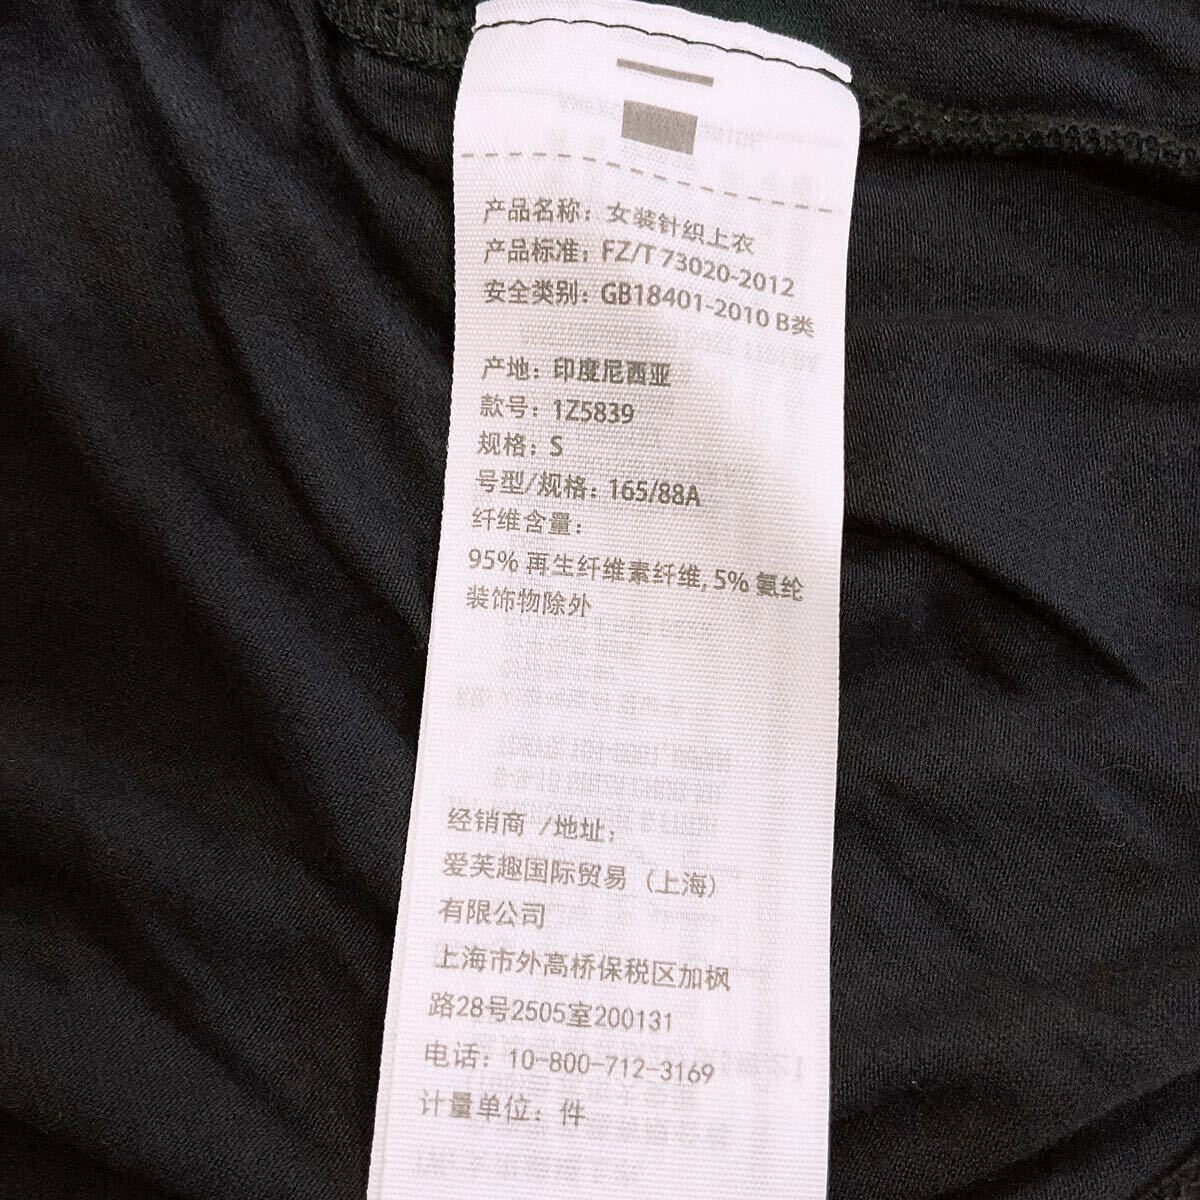 产品名称：女装针织上衣
产品标准：FZ/T 73020-2012
安全类别：GB18401-2010 B类
产地：印度尼西亚
款号：1Z5839
规格：S
号型/规格：165/88A
纤维含量：
95% 再生纤维素纤维, 5% 氨纶
装饰物除外
经销商 /地址：
爱芙趣国际贸易 (上海)
有限公司
上海市外高桥保税区加枫
路28号2505室200131
电话：10-800-712-3169
计量单位：件